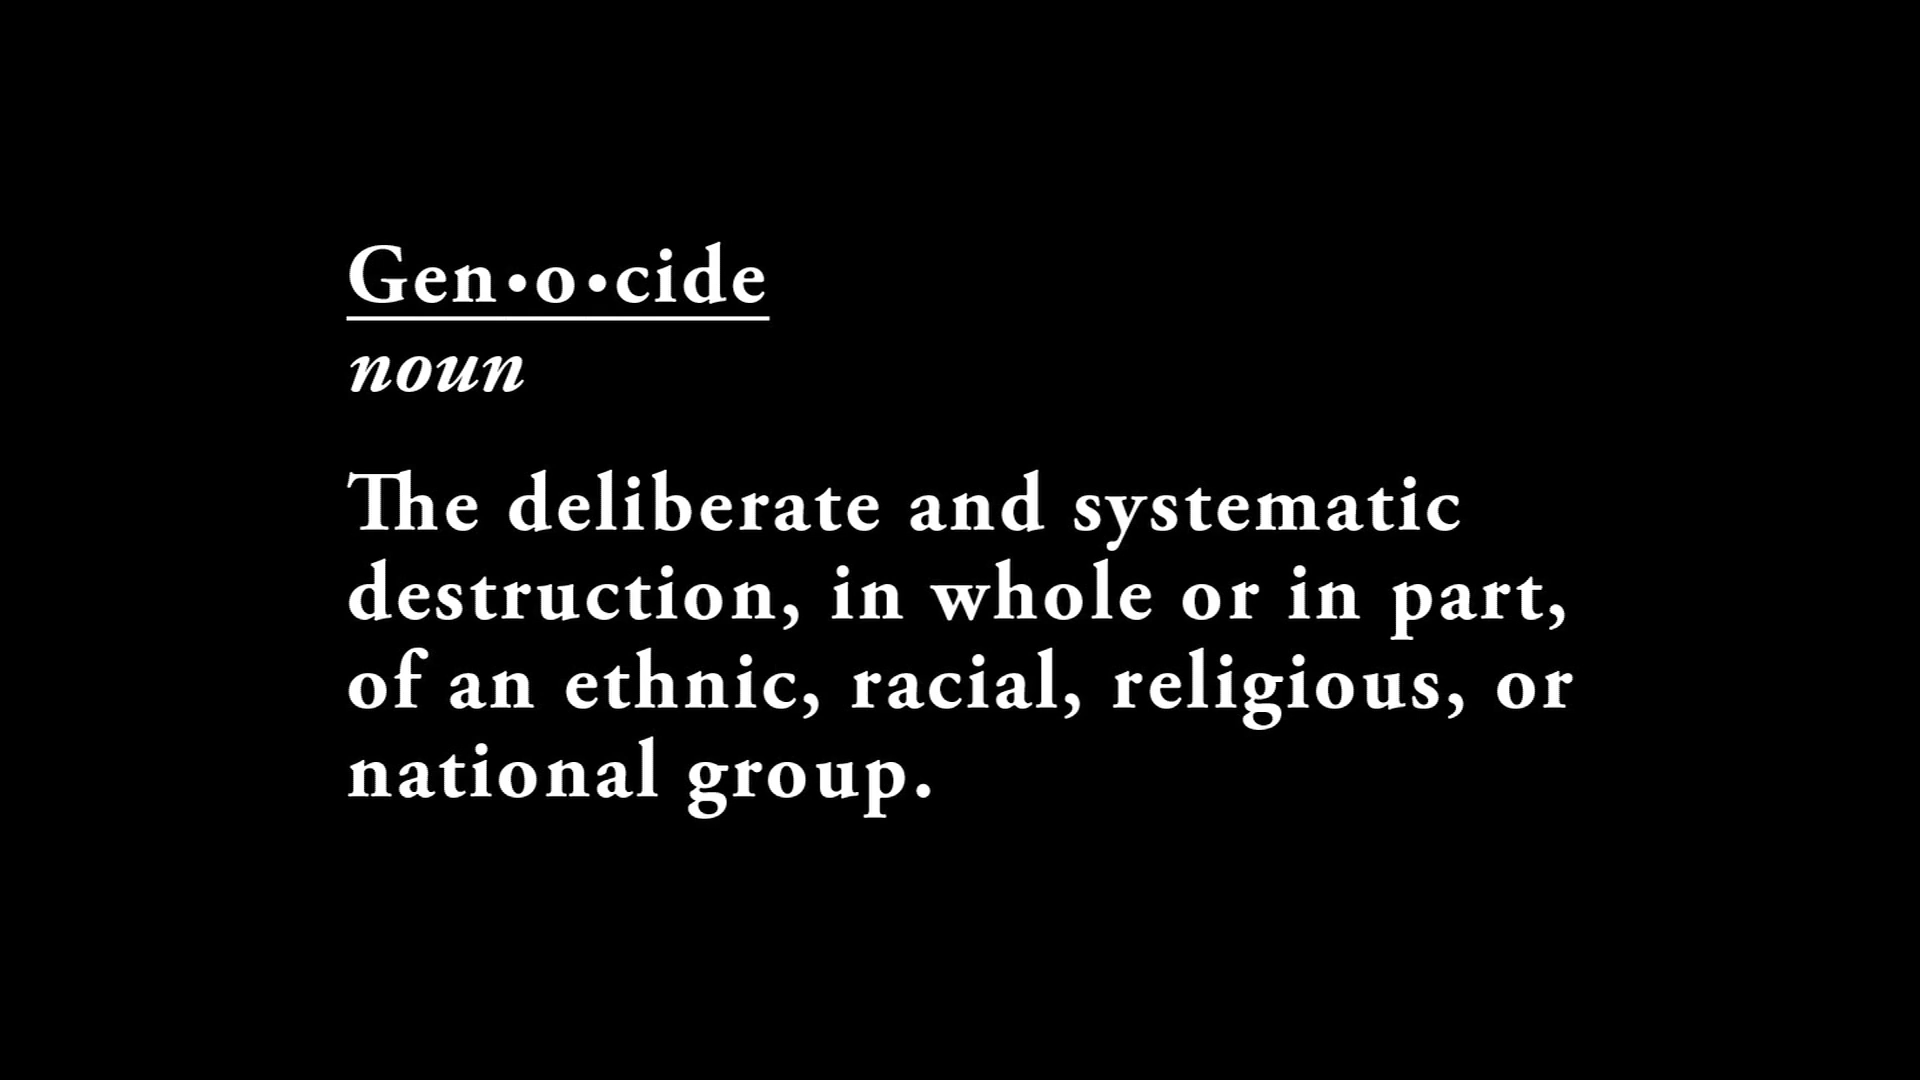 Gen•o•cide
noun
The deliberate and systematic
destruction, in whole or in part,
of an ethnic, racial, religious, or
national group.